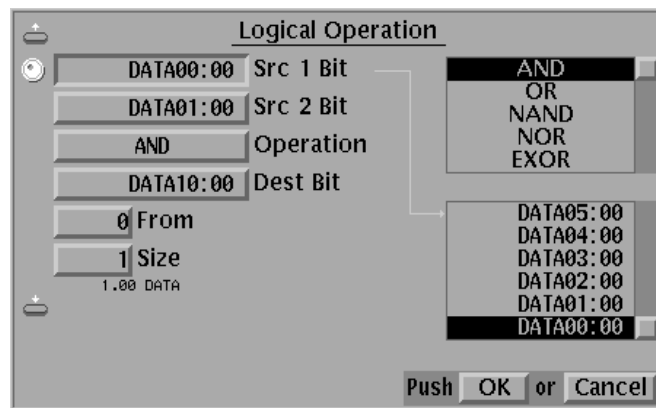 Logical Operation
DATA00:00 Src 1 Bit
DATA01:00 Src 2 Bit
AND Operation
DATA10:00 Dest Bit
0 From
1 Size
1.00 DATA
AND
OR
NAND
NOR
EXOR
DATA05:00
DATA04:00
DATA03:00
DATA02:00
DATA01:00
DATA00:00
Push OK or Cancel